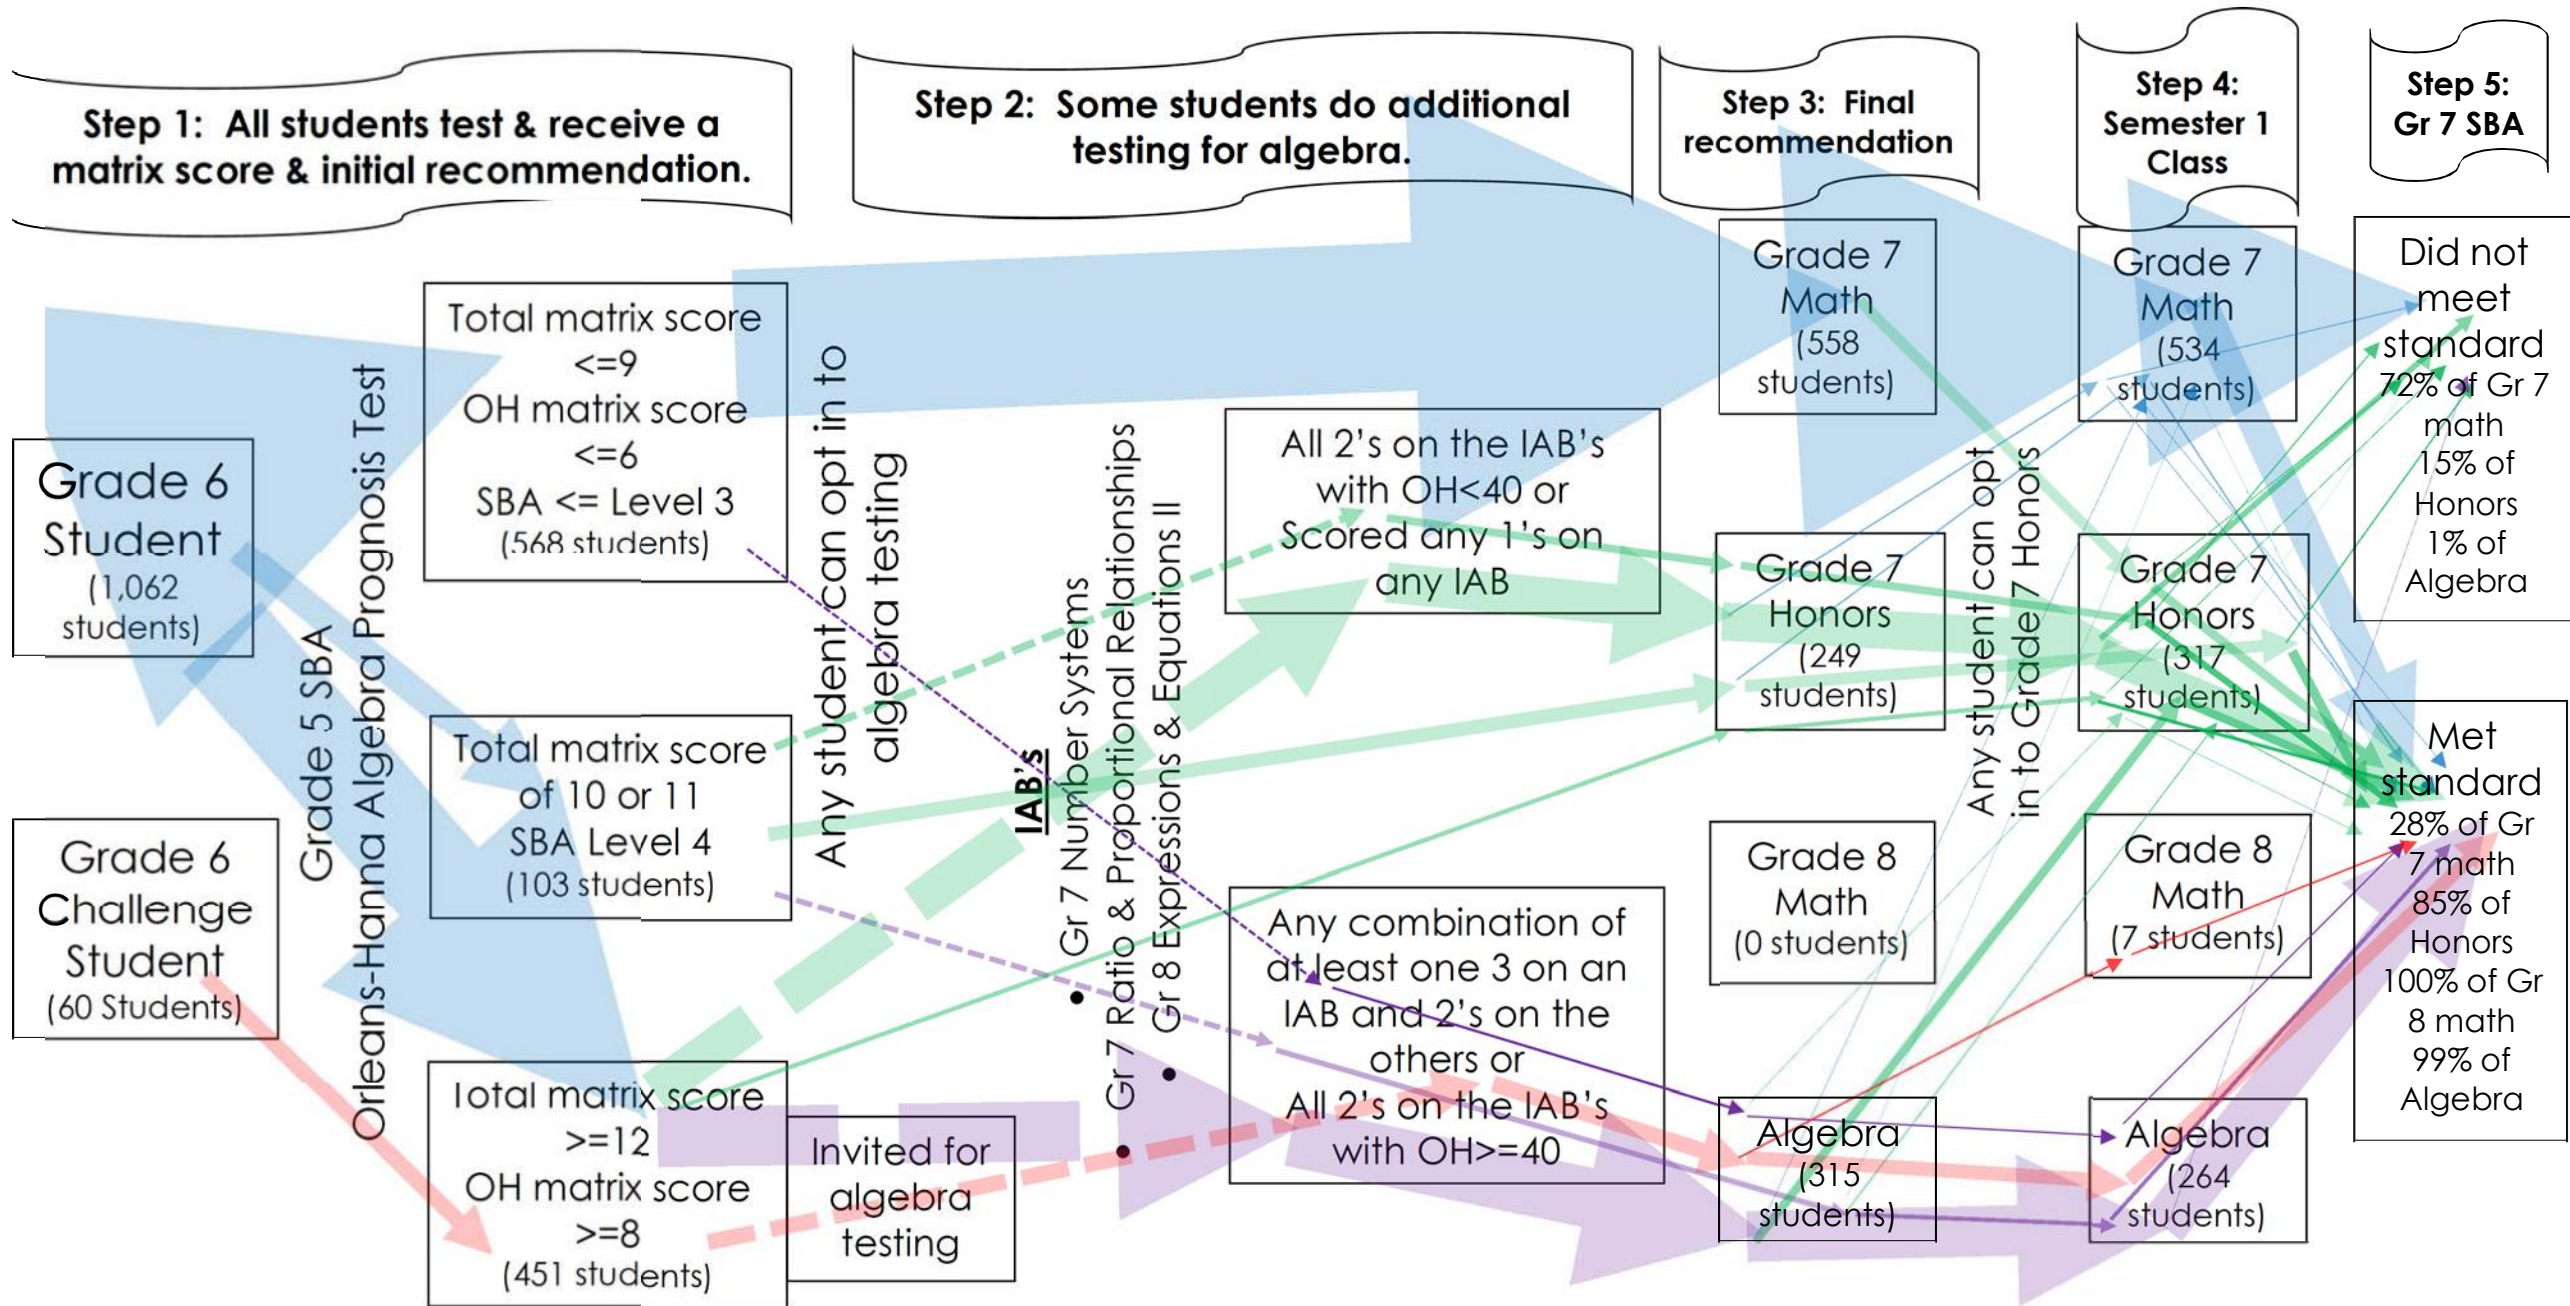 Step 1: All students test & receive a
matrix score & initial recommendation.
Step 2: Some students do additional
testing for algebra.
Step 3: Final
recommendation
Step 4:
Semester 1
Class
Step 5:
Gr 7 SBA
Grade 6
Student
(1,062
students)
Grade 6
Challenge
Student
(60 Students)
Grade 5 SBA
Orleans-Hanna Algebra Prognosis Test
Total matrix score
<=9
OH matrix score
<=6
SBA <= Level 3
(568 students)
Total matrix score
of 10 or 11
SBA Level 4
(103 students)
Total matrix score
>=12
OH matrix score
>=8
(451 students)
Invited for
algebra
testing
Any student can opt in to
algebra testing
IAB's
• Gr 7 Number Systems
• Gr 7 Ratio & Proportional Relationships
• Gr 8 Expressions & Equations II
All 2's on the IAB's
with OH<40 or
Scored any 1's on
any IAB
Any combination of
at least one 3 on an
IAB and 2's on the
others or
All 2's on the IAB's
with OH>=40
Grade 7
Math
(558
students)
Grade 7
Honors
(249
students)
Grade 8
Math
(0 students)
Algebra
(315
students)
Any student can opt
in to Grade 7 Honors
Grade 7
Math
(534
students)
Grade 7
Honors
(317
students)
Grade 8
Math
(7 students)
Algebra
(264
students)
Did not
meet
standard
72% of Gr 7
math
15% of
Honors
1% of
Algebra
Met
standard
28% of Gr
7 math
85% of
Honors
100% of Gr
8 math
99% of
Algebra